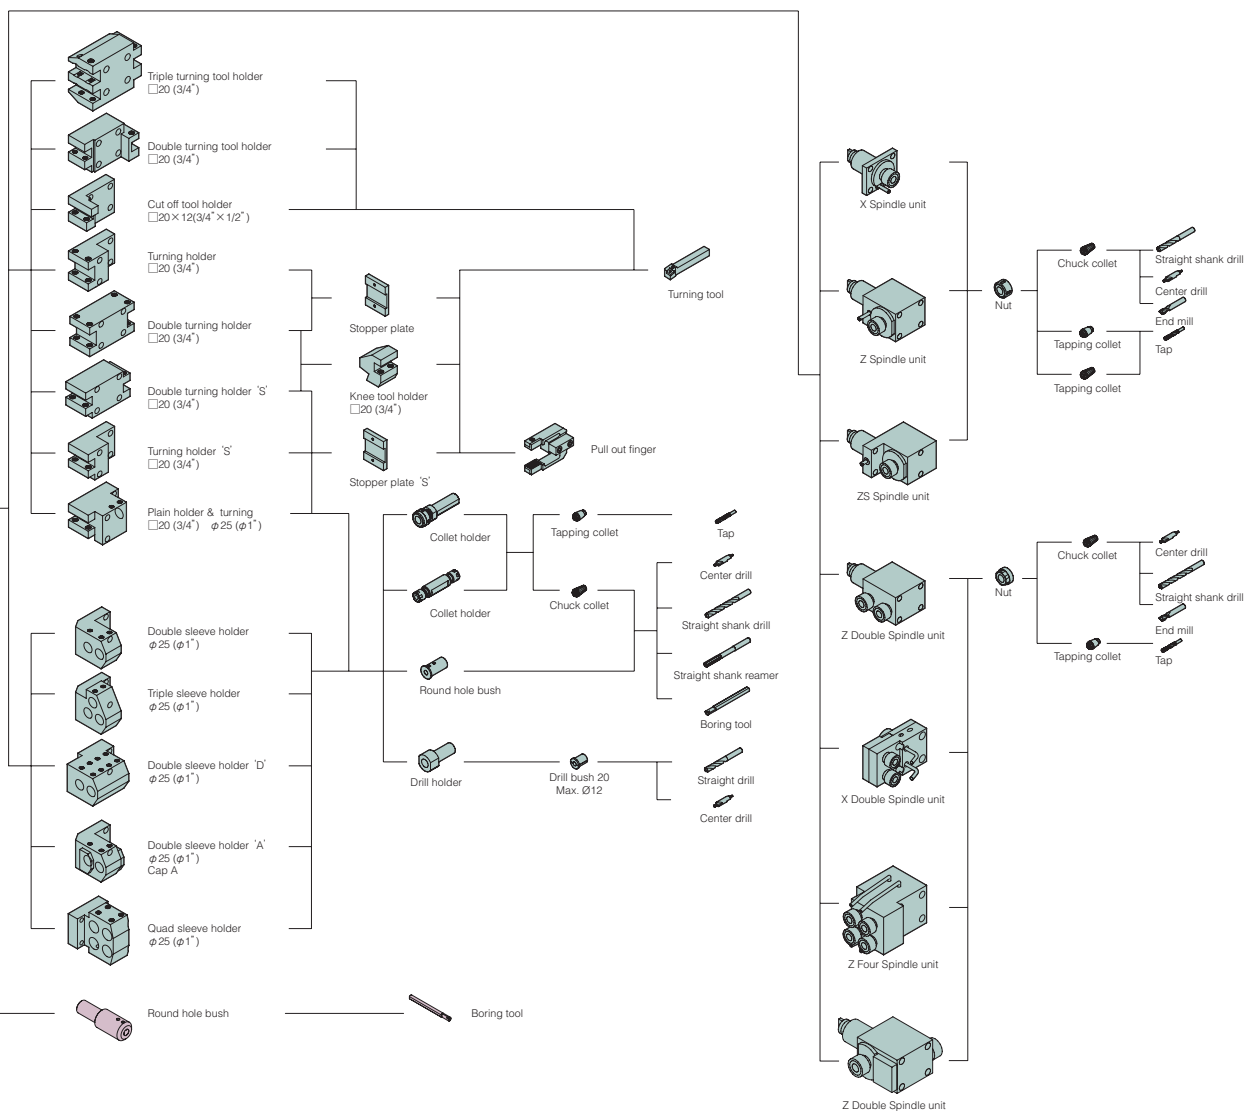 Triple turning tool holder
□20 (3/4˝)
Double turning tool holder
□20 (3/4˝)
Cut off tool holder
□20×12(3/4˝×1/2˝)
Turning holder
□20 (3/4˝)
Double turning holder
□20 (3/4˝)
Double turning holder 'S'
□20 (3/4˝)
Turning holder 'S'
□20 (3/4˝)
Plain holder & turning
□20 (3/4˝) φ25 (φ1˝)
Double sleeve holder
φ25 (φ1˝)
Triple sleeve holder
φ25 (φ1˝)
Double sleeve holder 'D'
φ25 (φ1˝)
Double sleeve holder 'A'
φ25 (φ1˝)
Cap A
Quad sleeve holder
φ25 (φ1˝)
Round hole bush
Boring tool
Stopper plate
Knee tool holder
□20 (3/4˝)
Stopper plate 'S'
Turning tool
Pull out finger
Collet holder
Collet holder
Round hole bush
Drill holder
Tapping collet
Chuck collet
Drill bush 20
Max. Ø12
Tap
Center drill
Straight shank drill
Straight shank reamer
Boring tool
Straight drill
Center drill
X Spindle unit
Z Spindle unit
ZS Spindle unit
Z Double Spindle unit
X Double Spindle unit
Z Four Spindle unit
Z Double Spindle unit
Nut
Chuck collet
Tapping collet
Tapping collet
Straight shank drill
Center drill
End mill
Tap
Nut
Chuck collet
Tapping collet
Center drill
Straight shank drill
End mill
Tap